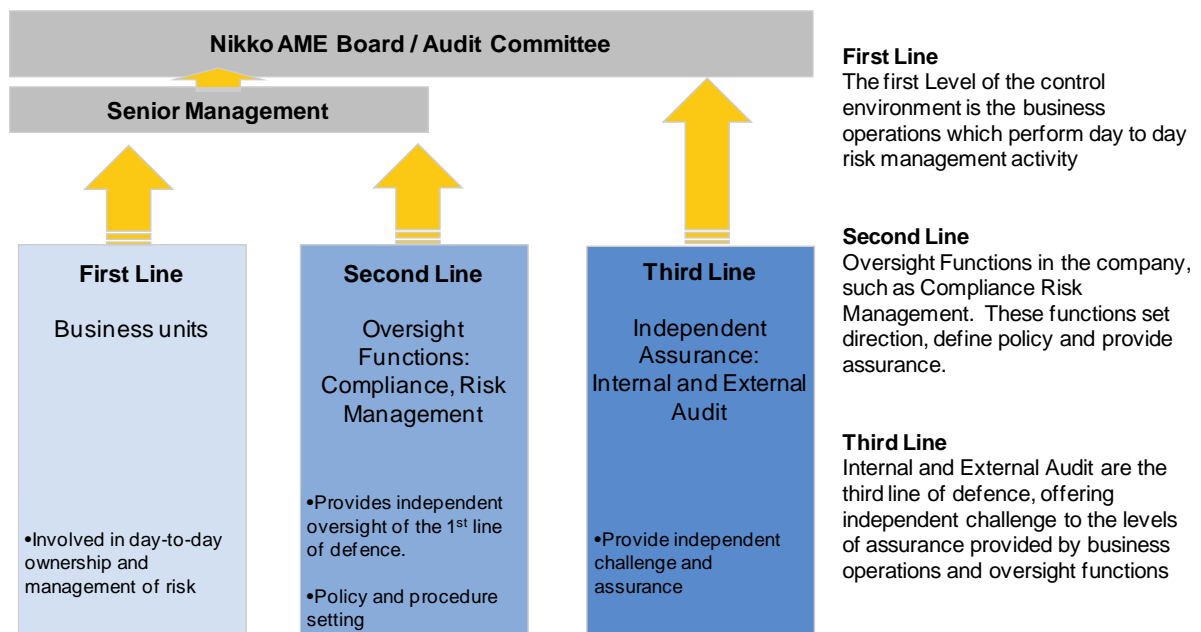 Nikko AME Board / Audit Committee
Senior Management
First Line
Business units
•Involved in day-to-day
ownership and
management of risk
Second Line
Oversight
Functions:
Compliance, Risk
Management
•Provides independent
oversight of the 1st line
of defence.
•Policy and procedure
setting
Third Line
Independent
Assurance:
Internal and External
Audit
•Provide independent
challenge and
assurance
First Line
The first Level of the control
environment is the business
operations which perform day to day
risk management activity
Second Line
Oversight Functions in the company,
such as Compliance Risk
Management.  These functions set
direction, define policy and provide
assurance.
Third Line
Internal and External Audit are the
third line of defence, offering
independent challenge to the levels
of assurance provided by business
operations and oversight functions